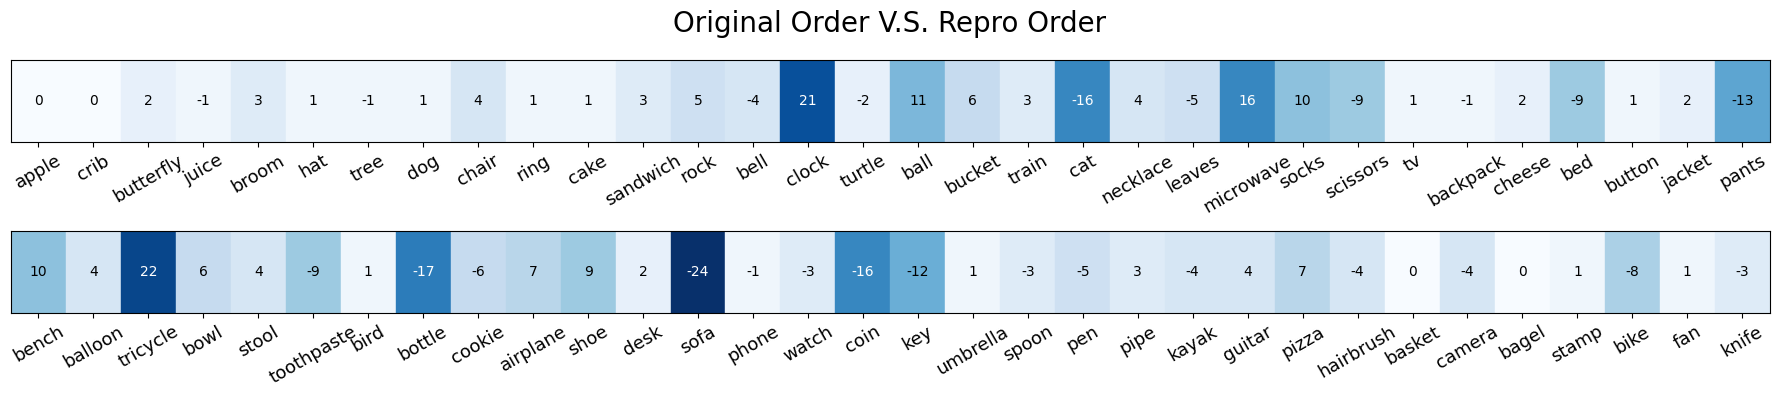 Original Order V.S. Repro Order
0 0 2 -1 3 1 -1 1 4 1 1 3 5 -4 21 -2 11 6 3 -16 4 -5 16 10 -9 1 -1 2 -9 1 2 -13
apple crib butterfly juice broom hat tree dog chair ring cake sandwich rock bell clock turtle ball bucket train cat necklace leaves microwave socks scissors tv backpack cheese bed button jacket pants
10 4 22 6 4 -9 1 -17 -6 7 9 2 -24 -1 -3 -16 -12 1 -3 -5 3 -4 4 7 -4 0 -4 0 1 -8 1 -3
bench balloon tricycle bowl stool toothpaste bird bottle cookie airplane shoe desk sofa phone watch coin key umbrella spoon pen pipe kayak guitar pizza hairbrush basket camera bagel stamp bike fan knife